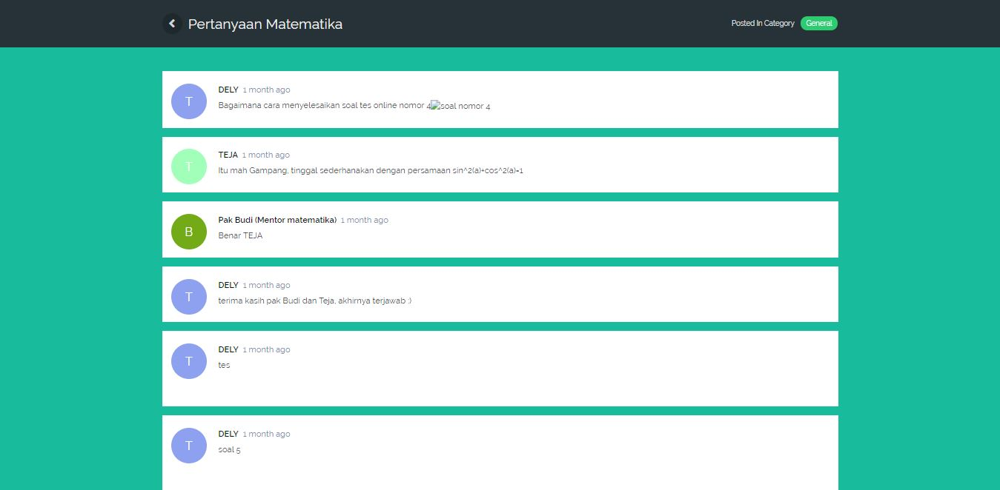 Pertanyaan Matematika
Posted In Category General
T
DELY 1 month ago
Bagaimana cara menyelesaikan soal tes online nomor 4 soal nomor 4
T
TEJA 1 month ago
Itu mah Gampang, tinggal sederhanakan dengan persamaan sin^2(a)+cos^2(a)=1
B
Pak Budi (Mentor matematika) 1 month ago
Benar TEJA
T
DELY 1 month ago
terima kasih pak Budi dan Teja, akhirnya terjawab :)
T
DELY 1 month ago
tes
T
DELY 1 month ago
soal 5